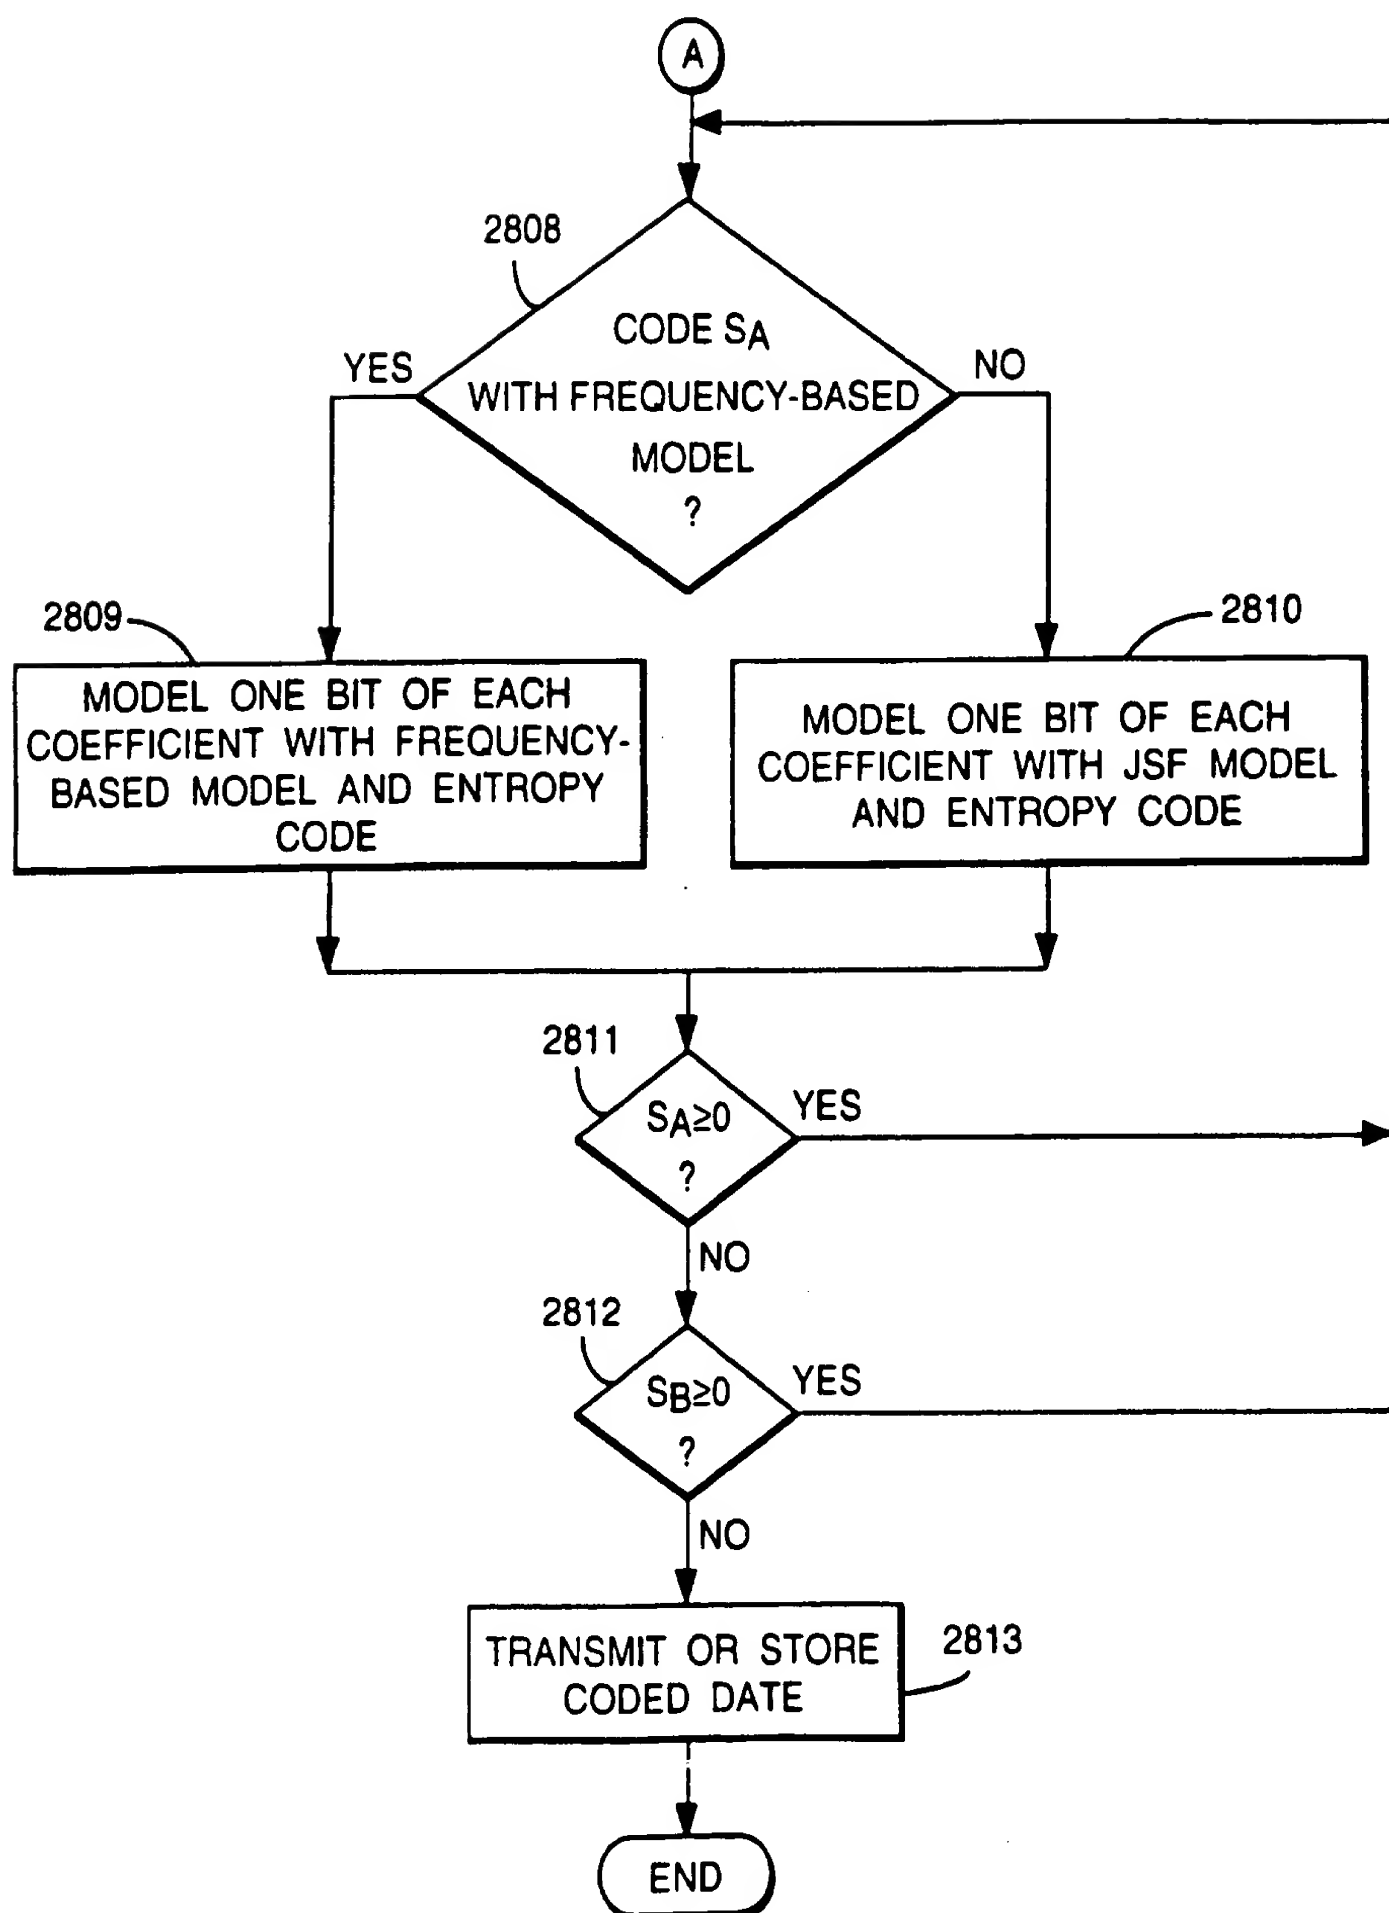 A
2808
CODE SA
WITH FREQUENCY-BASED
MODEL
?
YES
NO
2809
MODEL ONE BIT OF EACH
COEFFICIENT WITH FREQUENCY-
BASED MODEL AND ENTROPY
CODE
2810
MODEL ONE BIT OF EACH
COEFFICIENT WITH JSF MODEL
AND ENTROPY CODE
2811
SA≥0
?
YES
NO
2812
SB≥0
?
YES
NO
TRANSMIT OR STORE
CODED DATE
2813
END